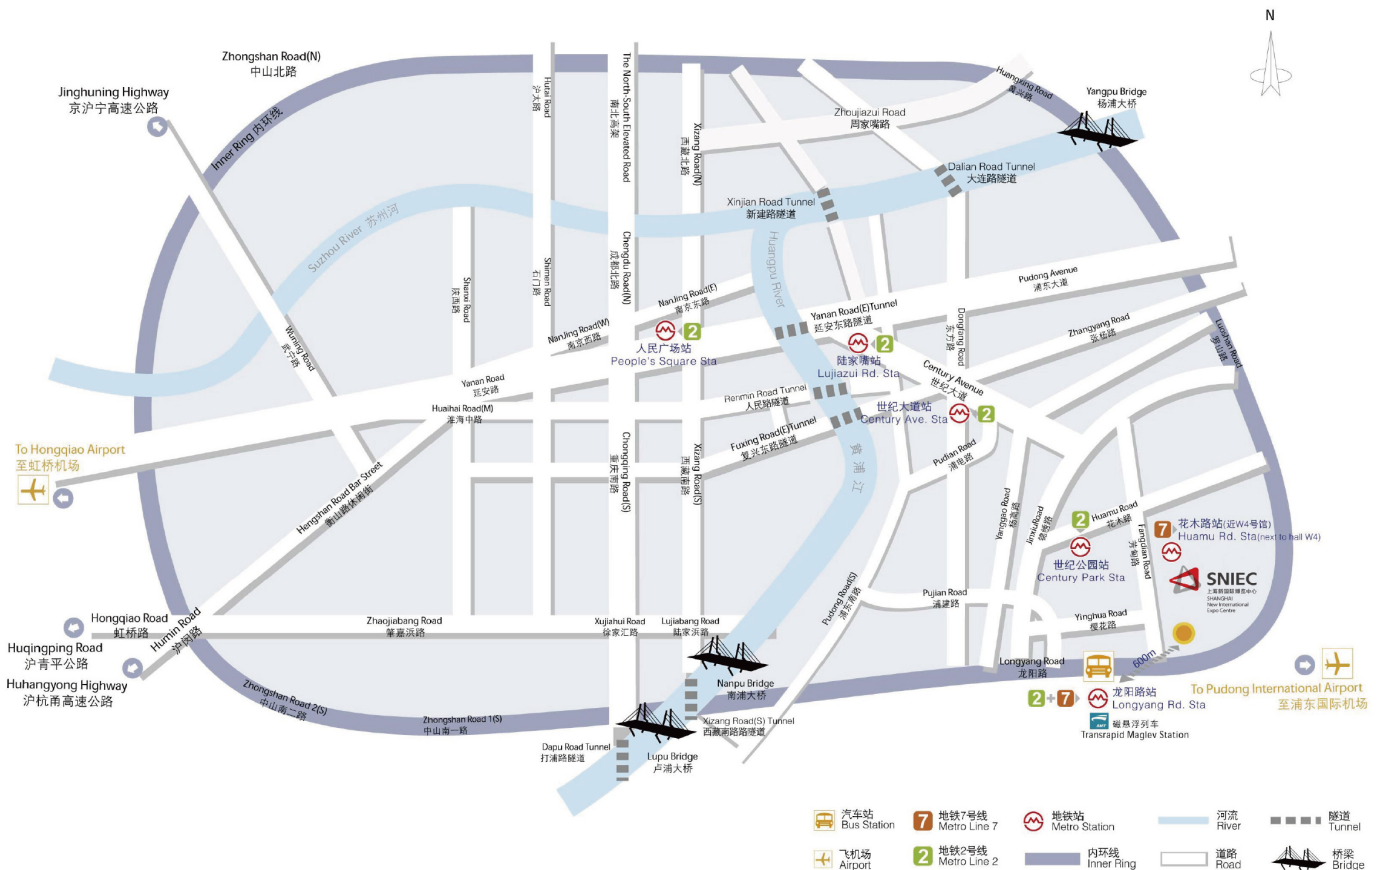 N
Zhongshan Road(N)
中山北路
Jinghuning Highway
京沪宁高速公路
Inner Ring 内环线
Hutai Road
沪太路
The North-South Elevated Road
南北高架
Xizang Road(N)
西藏北路
Zhoujiazui Road
周家嘴路
Huangxing Road
黄兴路
Yangpu Bridge
杨浦大桥
Dalian Road Tunnel
大连路隧道
Xinjian Road Tunnel
新建路隧道
Suzhou River 苏州河
Huangpu River
Shanxi Road
陕西路
Shimen Road
石门路
Chengdu Road(N)
成都北路
NanJing Road(E)
南京东路
NanJing Road(W)
南京西路
Wuning Road
武宁路
2
人民广场站
People's Square Sta
Yanan Road(E)Tunnel
延安东路隧道
Pudong Avenue
浦东大道
Zhangyang Road
张杨路
Luoshan Road
罗山路
Dongfang Road
东方路
2
陆家嘴站
Lujiazui Rd. Sta
Century Avenue
世纪大道
Yanan Road
延安路
Huaihai Road(M)
淮海中路
Renmin Road Tunnel
人民路隧道
世纪大道站
Century Ave. Sta
2
Fuxing Road(E)Tunnel
复兴东路隧道
黄浦江
Pudian Road
浦电路
To Hongqiao Airport
至虹桥机场
Hengshan Road Bar Street
衡山路休闲街
Chongqing Road(S)
重庆南路
Xizang Road(S)
西藏南路
Yanggao Road
杨高路
JinxiuRoad
锦绣路
2
Huamu Road
花木路
Fangdian Road
芳甸路
世纪公园站
Century Park Sta
7
花木路站(近W4号馆)
Huamu Rd. Sta(next to hall W4)
SNIEC
上海新国际博览中心
SHANGHAI
New International
Expo Centre
Pudong Road(S)
浦东南路
Pujian Road
浦建路
Yinghua Road
樱花路
600m
Hongqiao Road
虹桥路
Humin Road
沪闵路
Zhaojiabang Road
肇嘉浜路
Xujiahui Road
徐家汇路
Lujiabang Road
陆家浜路
Huqingping Road
沪青平公路
Huhangyong Highway
沪杭甬高速公路
Zhongshan Road 2(S)
中山南二路
Zhongshan Road 1(S)
中山南一路
Nanpu Bridge
南浦大桥
Xizang Road(S) Tunnel
西藏南路隧道
Dapu Road Tunnel
打浦路隧道
Lupu Bridge
卢浦大桥
Longyang Road
龙阳路
2+7
龙阳路站
Longyang Rd. Sta
磁悬浮列车
Transrapid Maglev Station
To Pudong International Airport
至浦东国际机场
汽车站
Bus Station
7
地铁7号线
Metro Line 7
地铁站
Metro Station
河流
River
隧道
Tunnel
飞机场
Airport
2
地铁2号线
Metro Line 2
内环线
Inner Ring
道路
Road
桥梁
Bridge